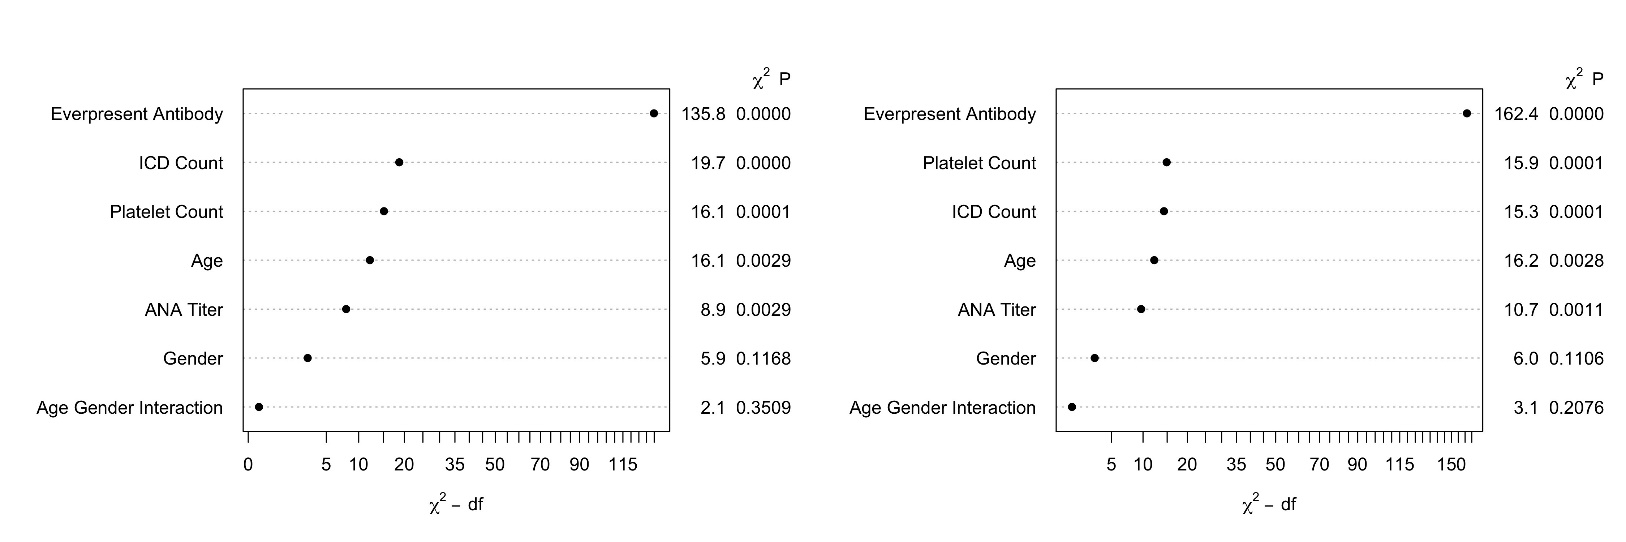 χ² P
Everpresent Antibody 135.8 0.0000
ICD Count 19.7 0.0000
Platelet Count 16.1 0.0001
Age 16.1 0.0029
ANA Titer 8.9 0.0029
Gender 5.9 0.1168
Age Gender Interaction 2.1 0.3509
0 5 10 20 35 50 70 90 115
χ² − df
χ² P
Everpresent Antibody 162.4 0.0000
Platelet Count 15.9 0.0001
ICD Count 15.3 0.0001
Age 16.2 0.0028
ANA Titer 10.7 0.0011
Gender 6.0 0.1106
Age Gender Interaction 3.1 0.2076
5 10 20 35 50 70 90 115 150
χ² − df